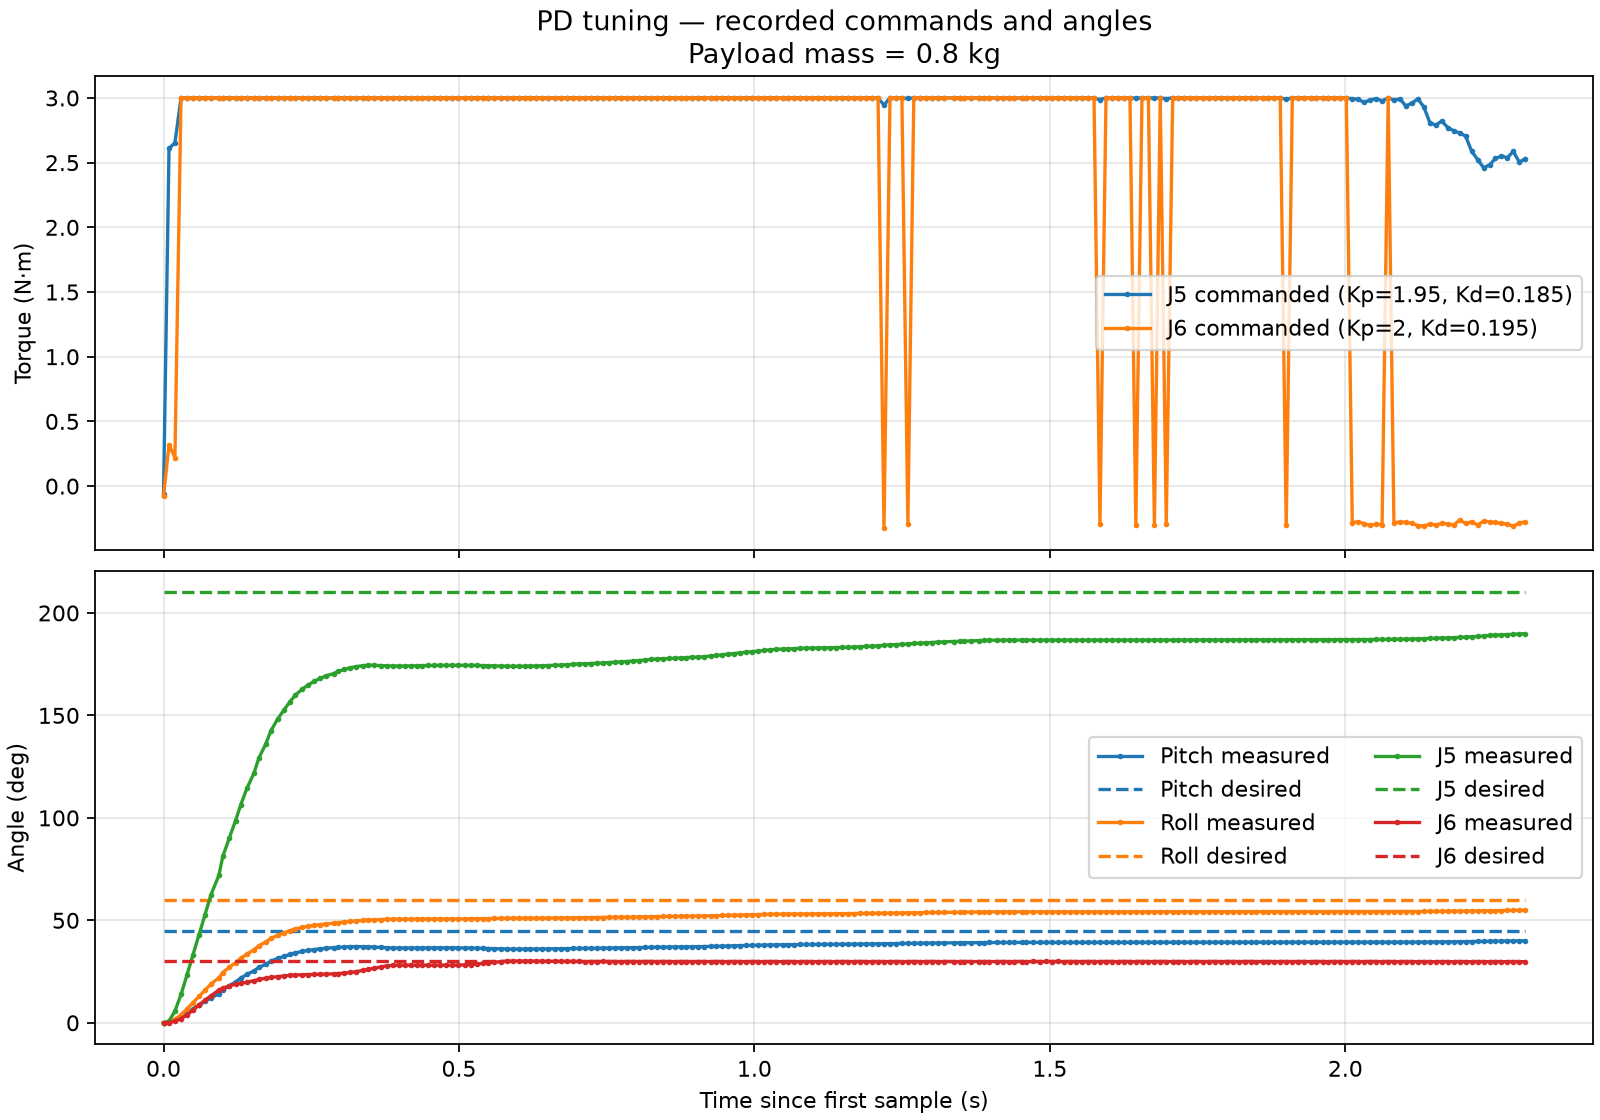 PD tuning — recorded commands and angles
Payload mass = 0.8 kg
Torque (N·m)
3.0
2.5
2.0
1.5
1.0
0.5
0.0
J5 commanded (Kp=1.95, Kd=0.185)
J6 commanded (Kp=2, Kd=0.195)
Angle (deg)
200
150
100
50
0
Pitch measured
Pitch desired
Roll measured
Roll desired
J5 measured
J5 desired
J6 measured
J6 desired
0.0 0.5 1.0 1.5 2.0
Time since first sample (s)